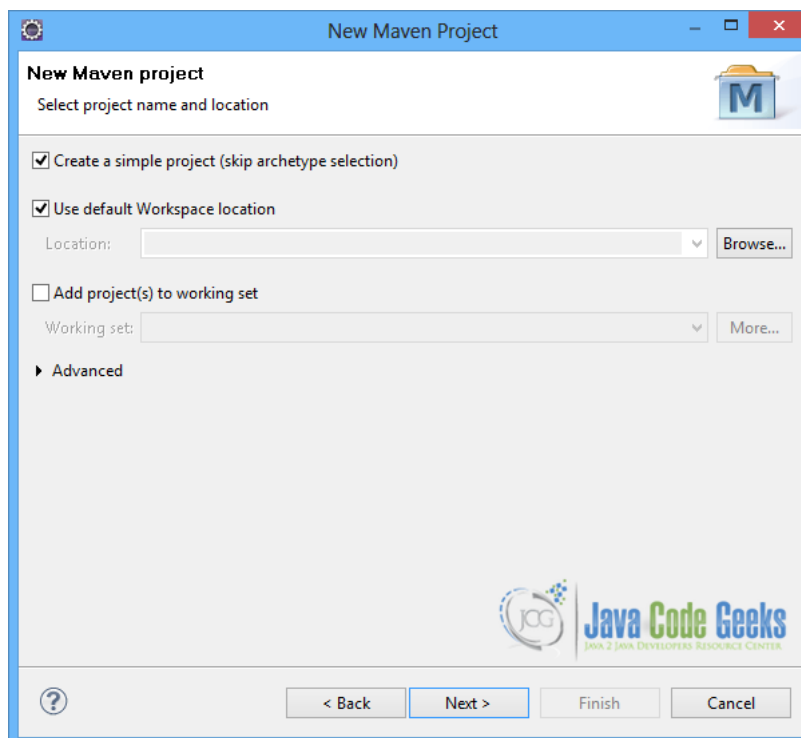 New Maven Project
New Maven project
Select project name and location
M
Create a simple project (skip archetype selection)
Use default Workspace location
Location:
Browse...
Add project(s) to working set
Working set:
More...
Advanced
JCG
Java Code Geeks
JAVA 2 JAVA DEVELOPERS RESOURCE CENTER
?
< Back
Next >
Finish
Cancel